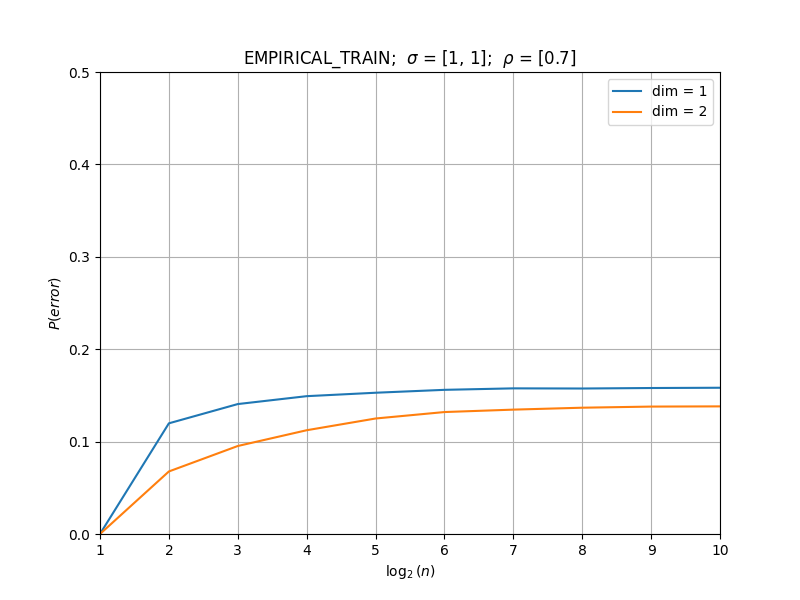 EMPIRICAL_TRAIN;  σ = [1, 1];  ρ = [0.7]
dim = 1
dim = 2
0.5
0.4
0.3
0.2
0.1
0.0
P(error)
1 2 3 4 5 6 7 8 9 10
log₂(n)